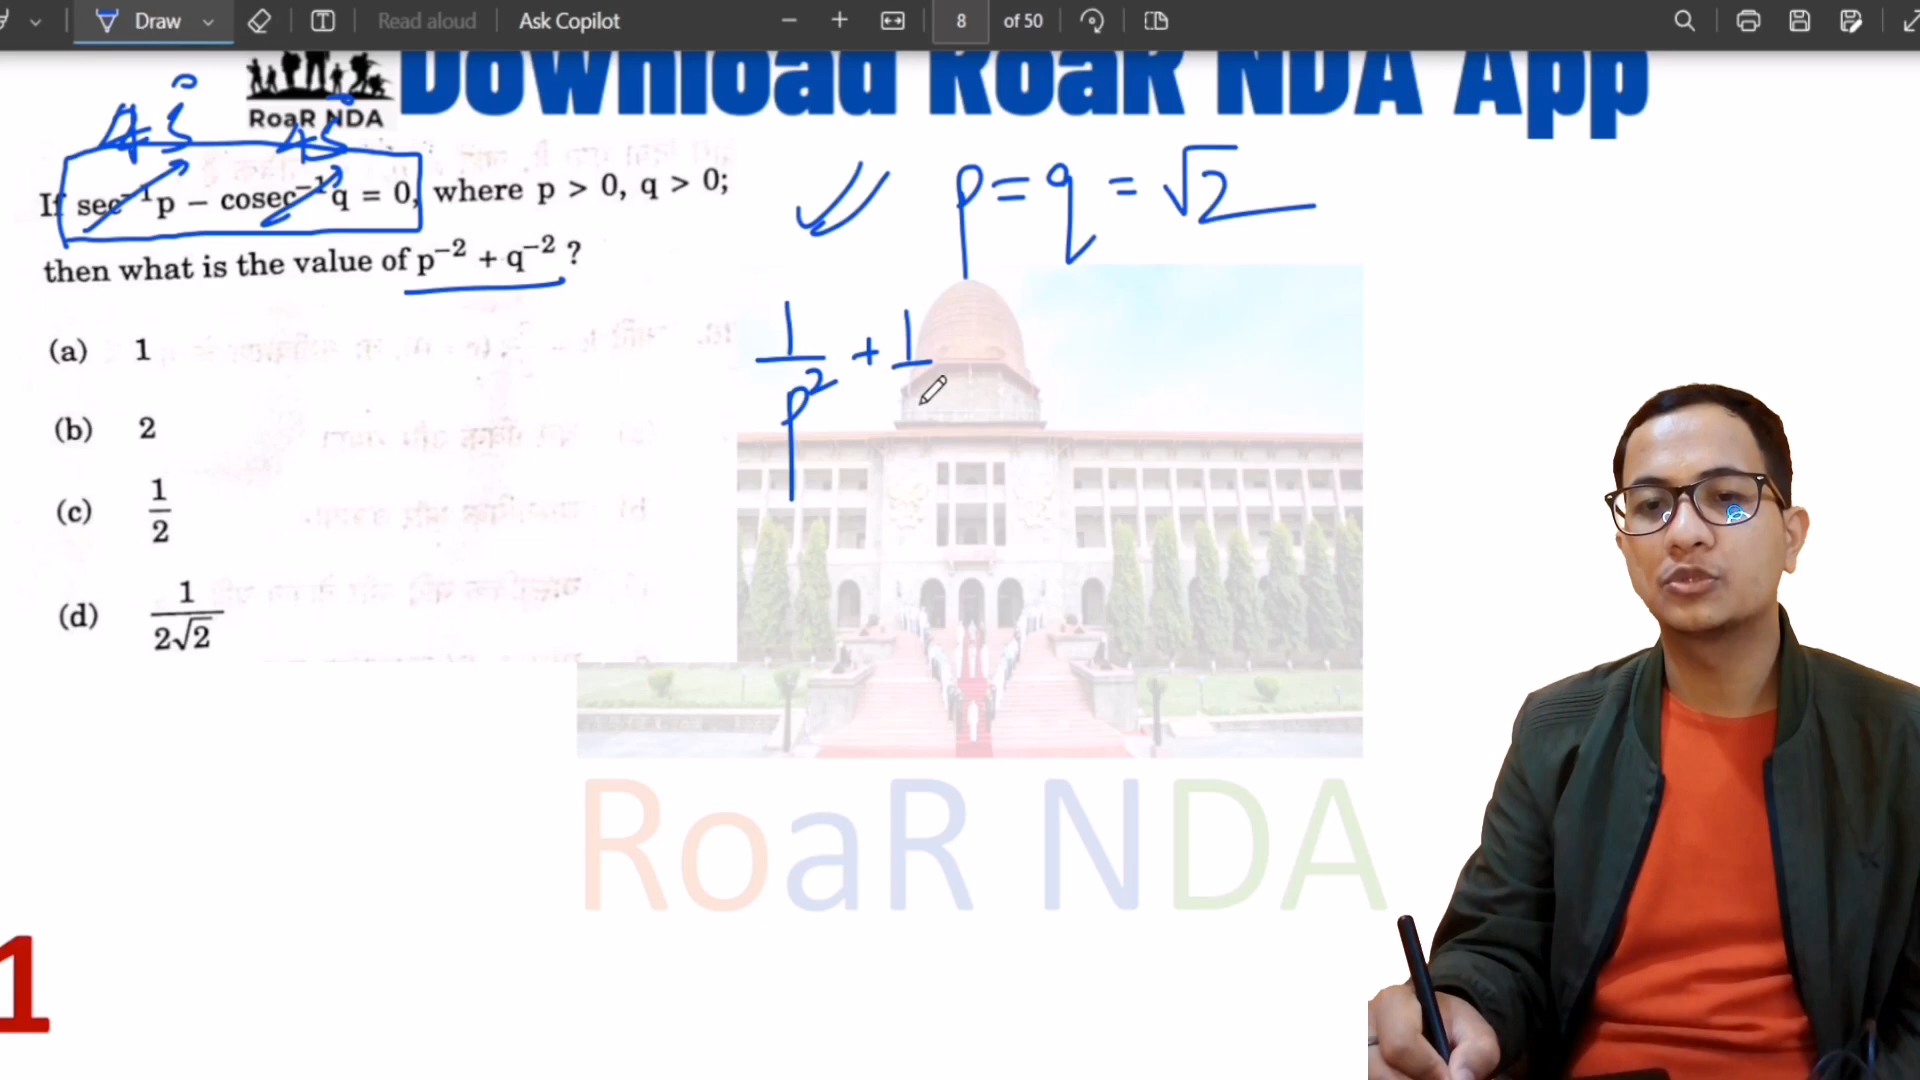 Draw Read aloud Ask Copilot 8 of 50
Download RoaR NDA App
RoaR NDA
45° 45°
If sec⁻¹p − cosec⁻¹q = 0, where p > 0, q > 0;
then what is the value of p⁻² + q⁻² ?
(a) 1
(b) 2
(c) 1/2
(d) 1/2√2
p = q = √2
1/p² + 1
RoaR NDA
1